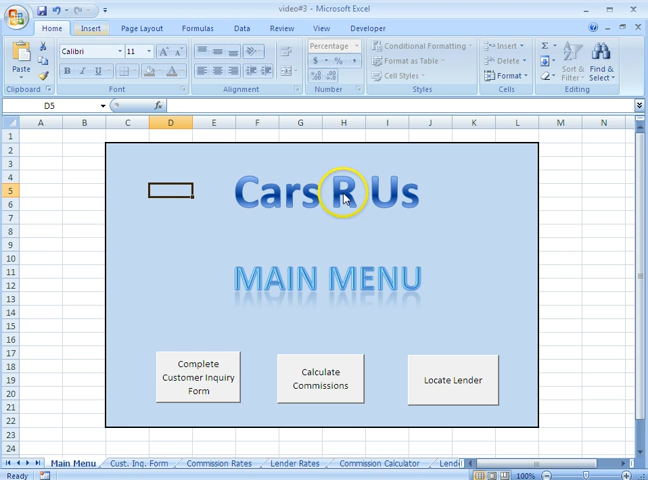 video#3 - Microsoft Excel
Home Insert Page Layout Formulas Data Review View Developer
Paste
Calibri 11
B I U
Percentage
$ % ,
Conditional Formatting
Format as Table
Cell Styles
Insert
Delete
Format
Σ
Sort & Filter
Find & Select
Clipboard Font Alignment Number Styles Cells Editing
D5 fx
A B C D E F G H I J K L M N
1
2
3
4
5
6
7
8
9
10
11
12
13
14
15
16
17
18
19
20
21
22
23
24
Cars R Us
MAIN MENU
Complete
Customer Inquiry
Form
Calculate
Commissions
Locate Lender
Main Menu Cust. Inq. Form Commission Rates Lender Rates Commission Calculator Lend
Ready 100%